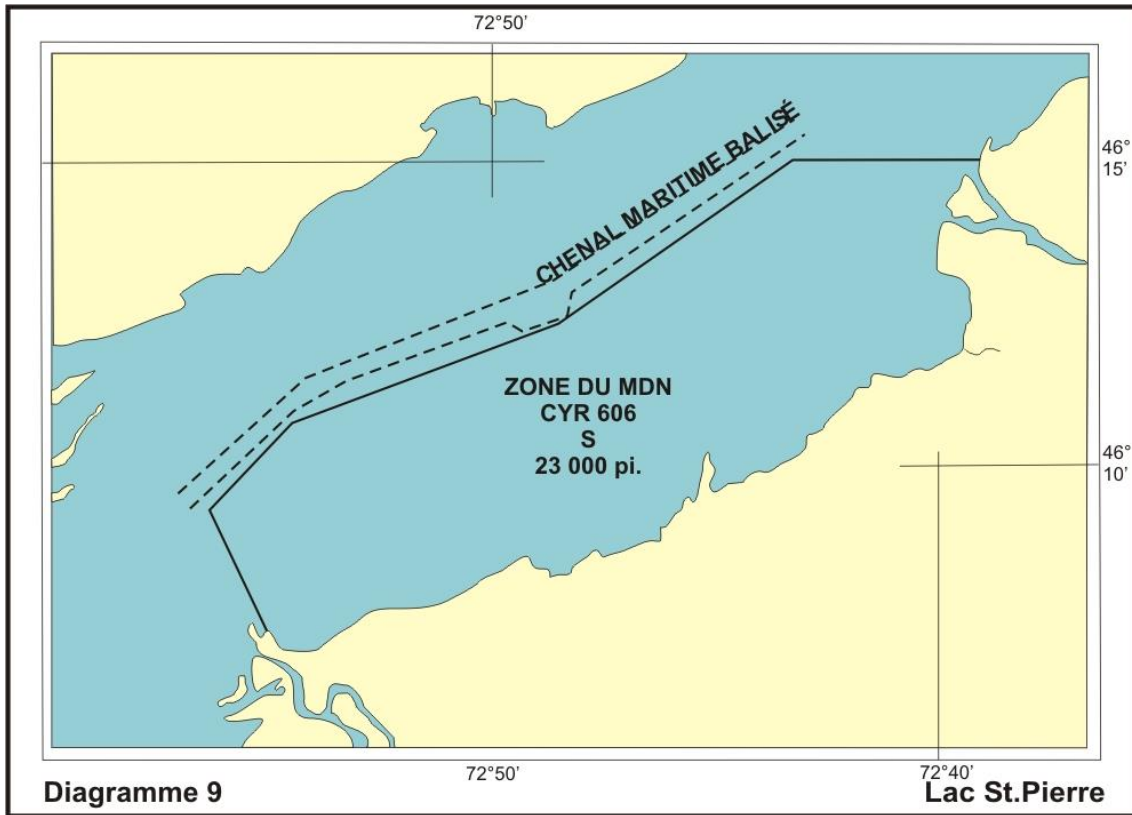 72°50’
CHENAL MARITIME BALISÉ
46°
15’
ZONE DU MDN
CYR 606
S
23 000 pi.
46°
10’
72°50’
72°40’
Diagramme 9
Lac St.Pierre